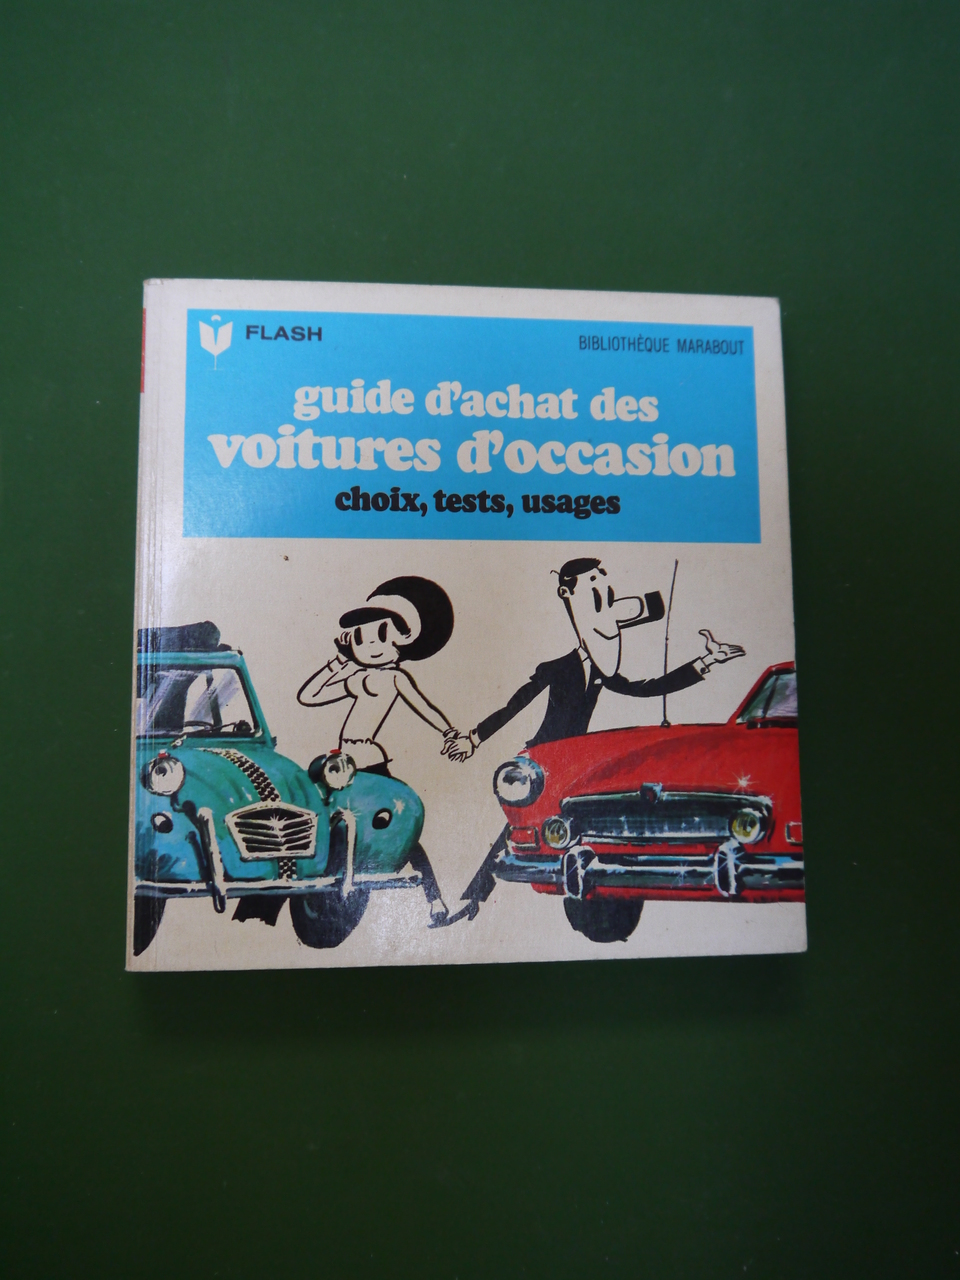 FLASH
BIBLIOTHÈQUE MARABOUT
guide d'achat des
voitures d'occasion
choix, tests, usages